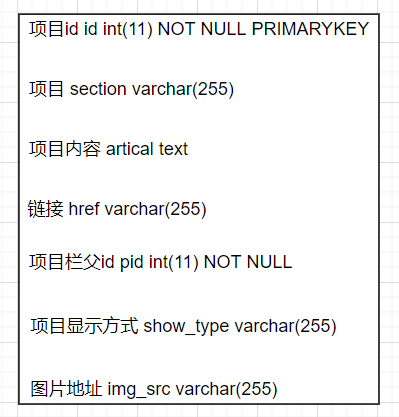 项目id id int(11) NOT NULL PRIMARYKEY
项目 section varchar(255)
项目内容 artical text
链接 href varchar(255)
项目栏父id pid int(11) NOT NULL
项目显示方式 show_type varchar(255)
图片地址 img_src varchar(255)